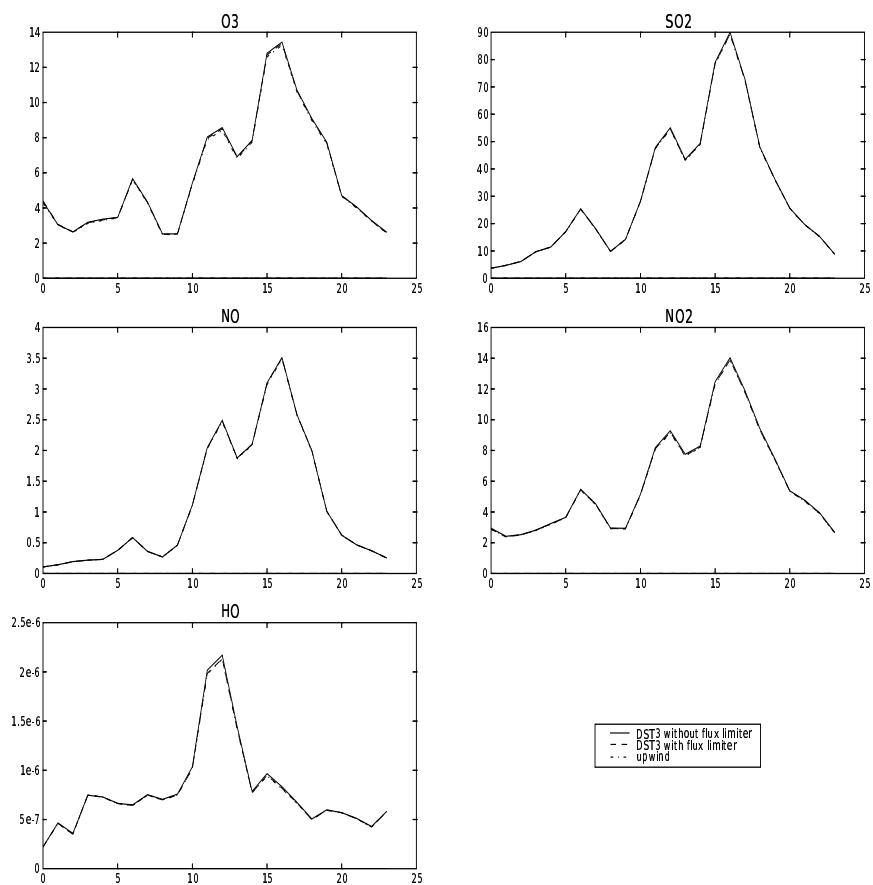 O3
14
12
10
8
6
4
2
0
0 5 10 15 20 25
SO2
90
80
70
60
50
40
30
20
10
0
0 5 10 15 20 25
NO
4
3.5
3
2.5
2
1.5
1
0.5
0
0 5 10 15 20 25
NO2
16
14
12
10
8
6
4
2
0
0 5 10 15 20 25
HO
2.5e-6
2e-6
1.5e-6
1e-6
5e-7
0
0 5 10 15 20 25
DST3 without flux limiter
DST3 with flux limiter
upwind